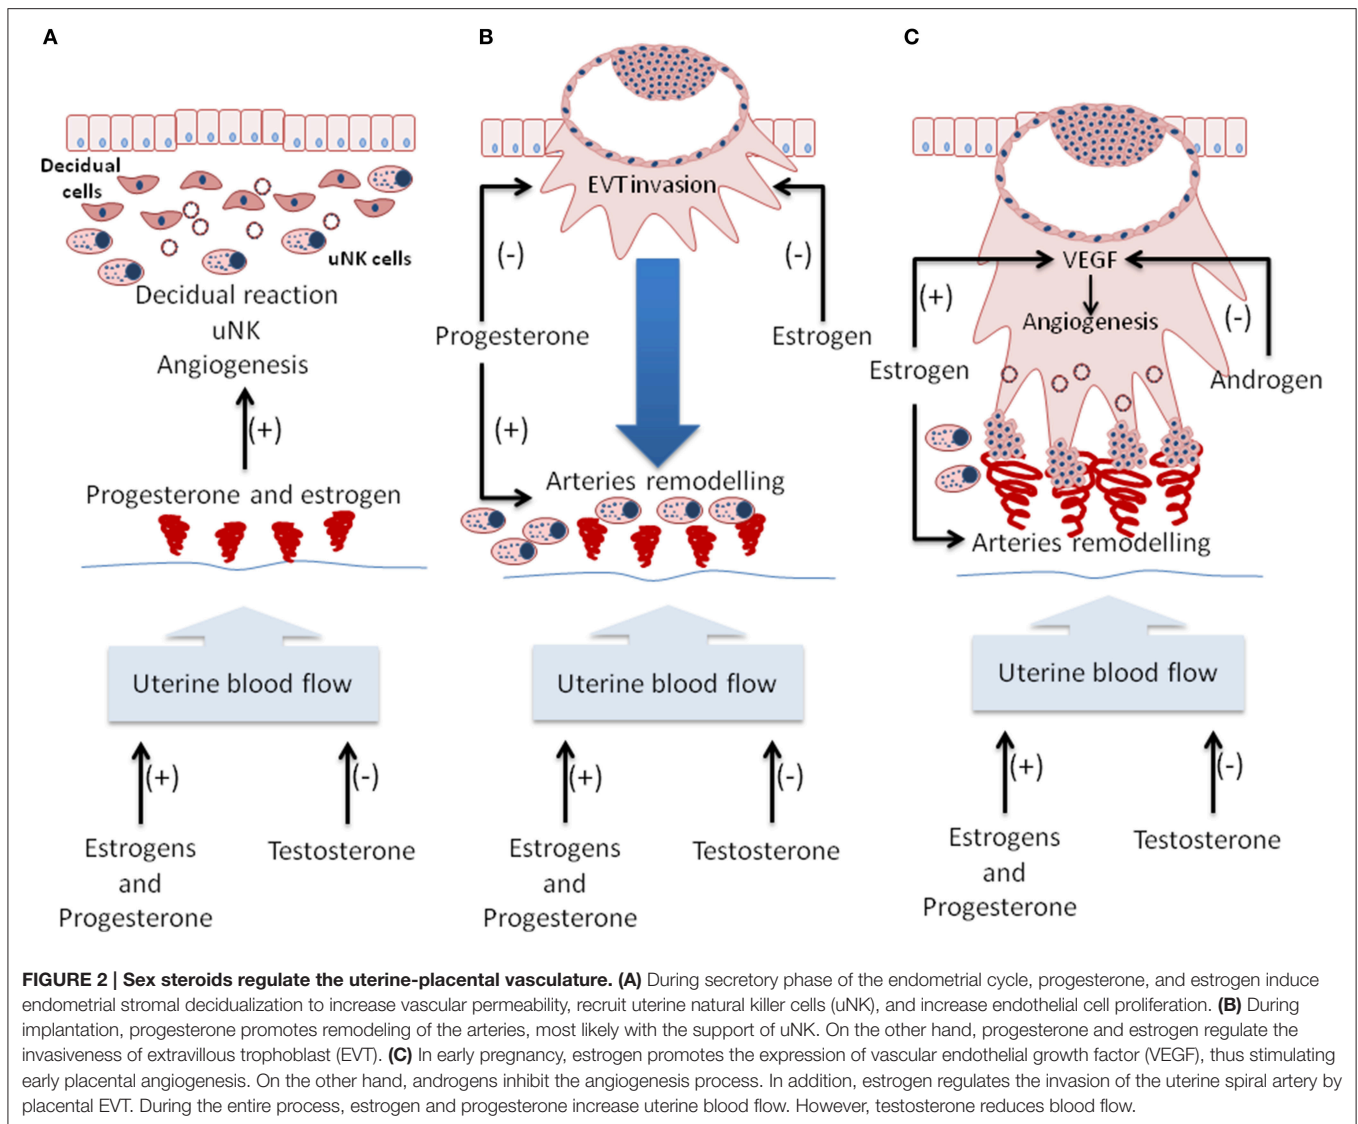 A
Decidual
cells
uNK cells
Decidual reaction
uNK
Angiogenesis
(+)
Progesterone and estrogen
Uterine blood flow
(+)
(-)
Estrogens
and
Progesterone
Testosterone
B
EVT invasion
(-)
(-)
Progesterone
Estrogen
(+)
Arteries remodelling
Uterine blood flow
(+)
(-)
Estrogens
and
Progesterone
Testosterone
C
VEGF
(+)
(-)
Angiogenesis
Estrogen
Androgen
Arteries remodelling
Uterine blood flow
(+)
(-)
Estrogens
and
Progesterone
Testosterone
FIGURE 2 | Sex steroids regulate the uterine-placental vasculature. (A) During secretory phase of the endometrial cycle, progesterone, and estrogen induce
endometrial stromal decidualization to increase vascular permeability, recruit uterine natural killer cells (uNK), and increase endothelial cell proliferation. (B) During
implantation, progesterone promotes remodeling of the arteries, most likely with the support of uNK. On the other hand, progesterone and estrogen regulate the
invasiveness of extravillous trophoblast (EVT). (C) In early pregnancy, estrogen promotes the expression of vascular endothelial growth factor (VEGF), thus stimulating
early placental angiogenesis. On the other hand, androgens inhibit the angiogenesis process. In addition, estrogen regulates the invasion of the uterine spiral artery by
placental EVT. During the entire process, estrogen and progesterone increase uterine blood flow. However, testosterone reduces blood flow.